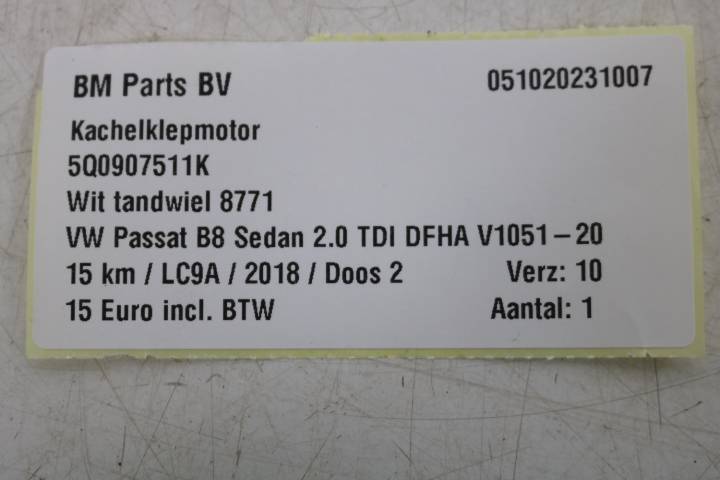 BM Parts BV 051020231007
Kachelklepmotor
5Q0907511K
Wit tandwiel 8771
VW Passat B8 Sedan 2.0 TDI DFHA V1051-20
15 km / LC9A / 2018 / Doos 2 Verz: 10
15 Euro incl. BTW Aantal: 1